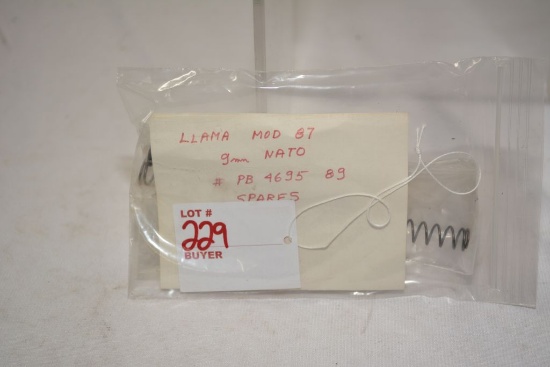 LLAMA MOD 87
9mm NATO
# PB 4695 89
SPARES
LOT #
229
BUYER